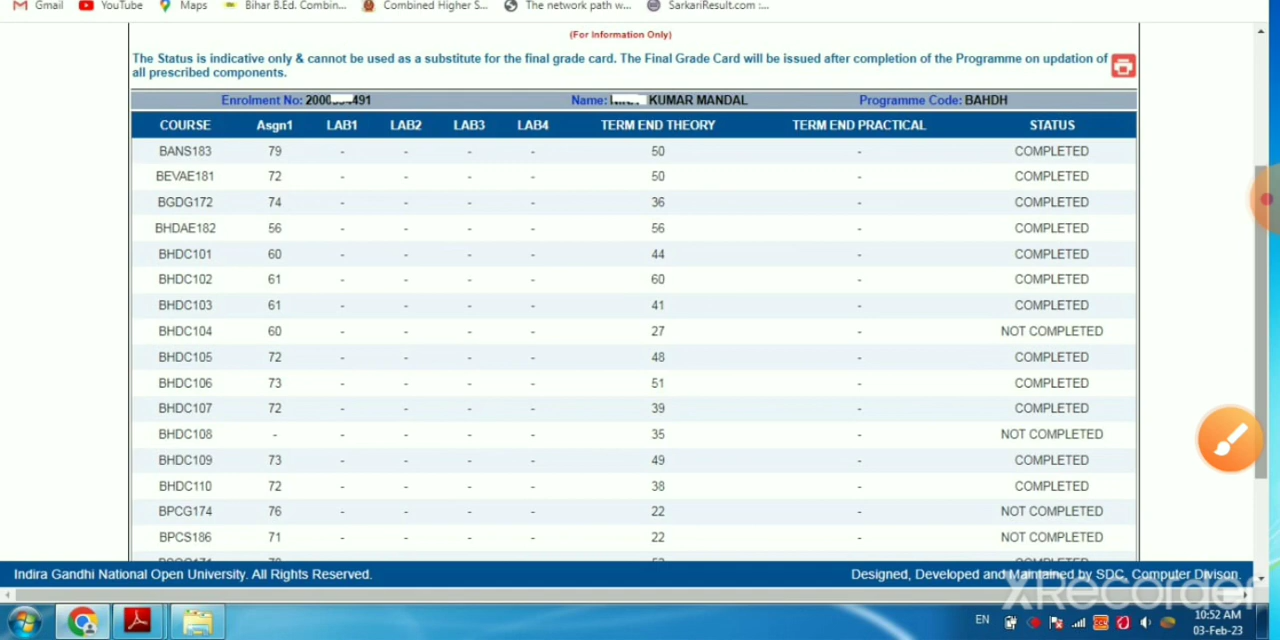 Gmail YouTube Maps Bihar B.Ed. Combin... Combined Higher S... The network path w... SarkariResult.com :...
(For Information Only)
The Status is indicative only & cannot be used as a substitute for the final grade card. The Final Grade Card will be issued after completion of the Programme on updation of
all prescribed components.
Enrolment No: 2000 491 Name: KUMAR MANDAL Programme Code: BAHDH
COURSE Asgn1 LAB1 LAB2 LAB3 LAB4 TERM END THEORY TERM END PRACTICAL STATUS
BANS183 79 - - - - 50 - COMPLETED
BEVAE181 72 - - - - 50 - COMPLETED
BGDG172 74 - - - - 36 - COMPLETED
BHDAE182 56 - - - - 56 - COMPLETED
BHDC101 60 - - - - 44 - COMPLETED
BHDC102 61 - - - - 60 - COMPLETED
BHDC103 61 - - - - 41 - COMPLETED
BHDC104 60 - - - - 27 - NOT COMPLETED
BHDC105 72 - - - - 48 - COMPLETED
BHDC106 73 - - - - 51 - COMPLETED
BHDC107 72 - - - - 39 - COMPLETED
BHDC108 - - - - - 35 - NOT COMPLETED
BHDC109 73 - - - - 49 - COMPLETED
BHDC110 72 - - - - 38 - COMPLETED
BPCG174 76 - - - - 22 - NOT COMPLETED
BPCS186 71 - - - - 22 - NOT COMPLETED
Indira Gandhi National Open University. All Rights Reserved. Designed, Developed and Maintained by SDC, Computer Divison.
XRecorder
EN 10:52 AM
03-Feb-23